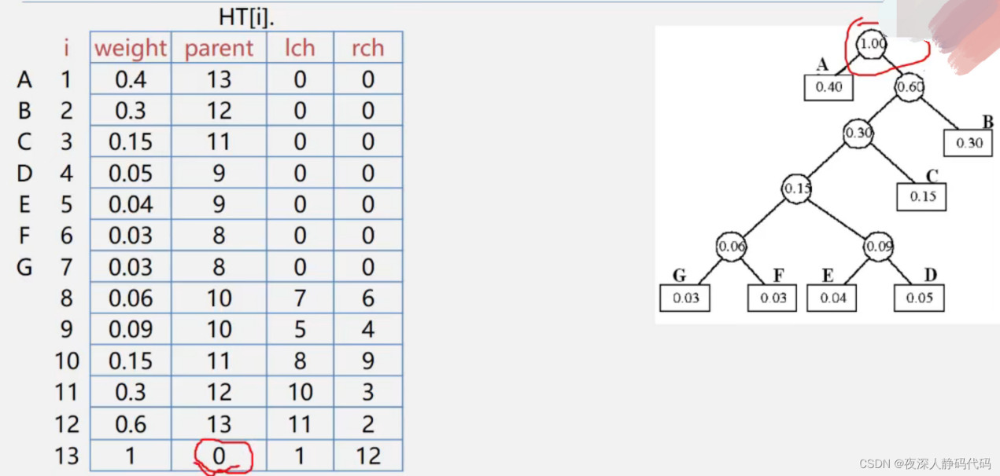 HT[i].
i weight parent lch rch
A 1 0.4 13 0 0
B 2 0.3 12 0 0
C 3 0.15 11 0 0
D 4 0.05 9 0 0
E 5 0.04 9 0 0
F 6 0.03 8 0 0
G 7 0.03 8 0 0
8 0.06 10 7 6
9 0.09 10 5 4
10 0.15 11 8 9
11 0.3 12 10 3
12 0.6 13 11 2
13 1 0 1 12
1.00
A
0.40 0.60
B
0.30 0.30
C
0.15 0.15
0.06 0.09
G F E D
0.03 0.03 0.04 0.05
CSDN @夜深人静码代码